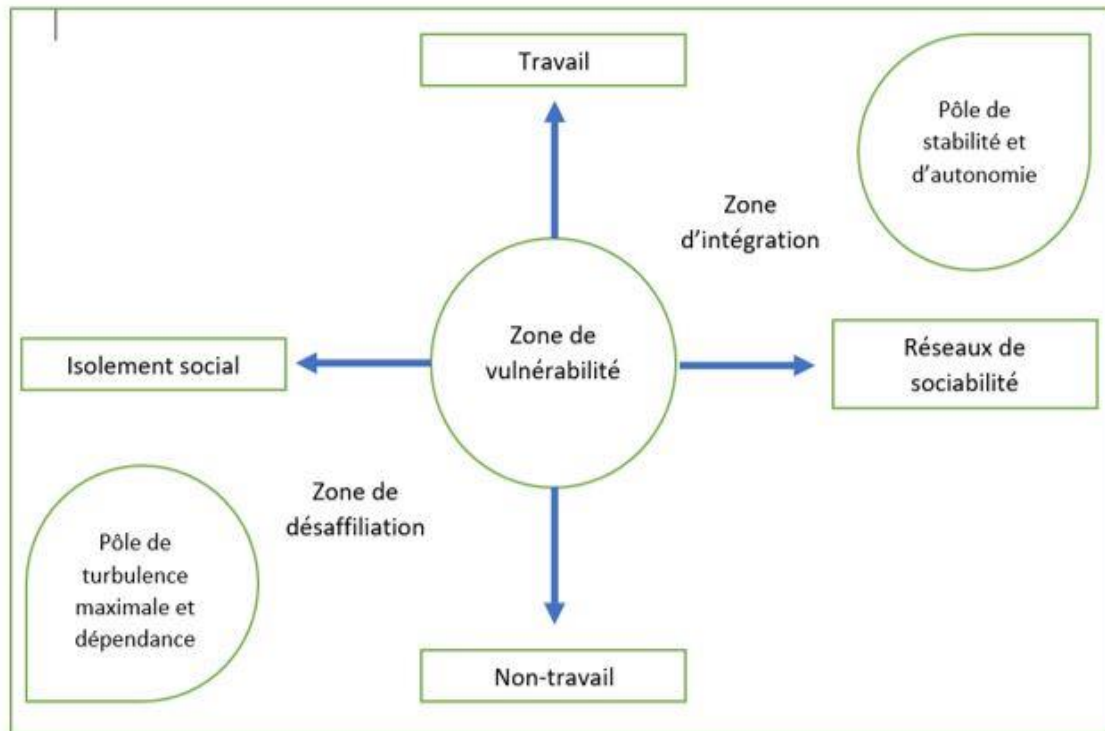 Travail
Pôle de
stabilité et
d’autonomie
Zone
d’intégration
Zone de
vulnérabilité
Isolement social
Réseaux de
sociabilité
Zone de
désaffiliation
Pôle de
turbulence
maximale et
dépendance
Non-travail